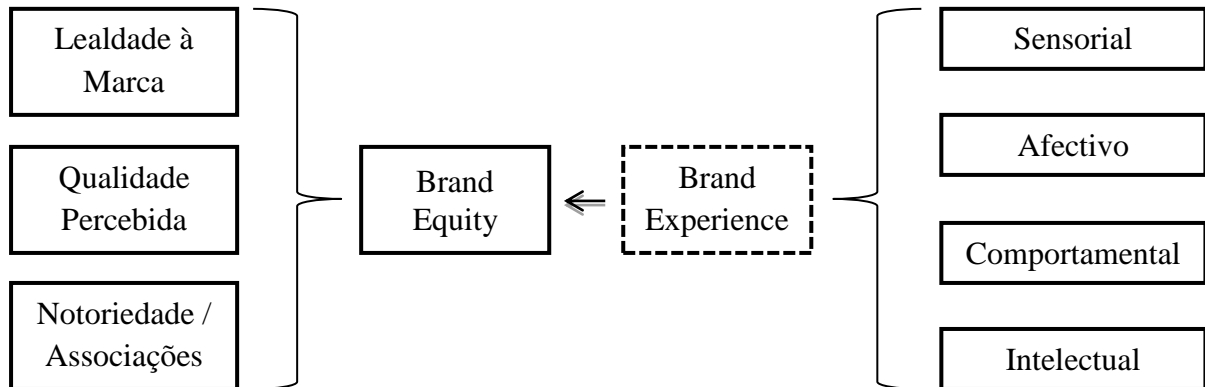 Lealdade à
Marca
Qualidade
Percebida
Notoriedade /
Associações
Brand
Equity
Brand
Experience
Sensorial
Afectivo
Comportamental
Intelectual